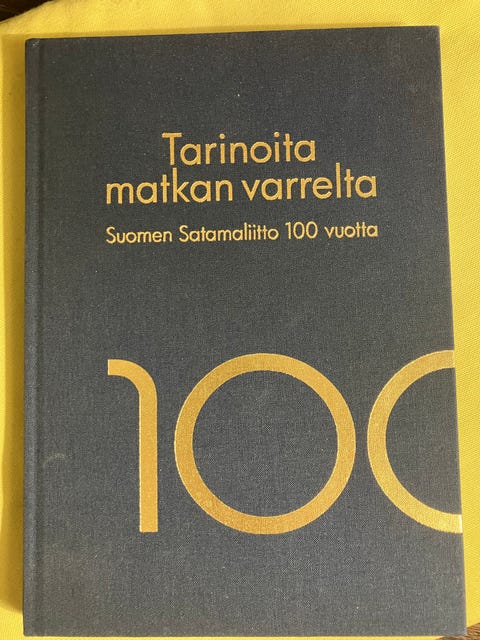 Tarinoita
matkan varrelta
Suomen Satamaliitto 100 vuotta
100